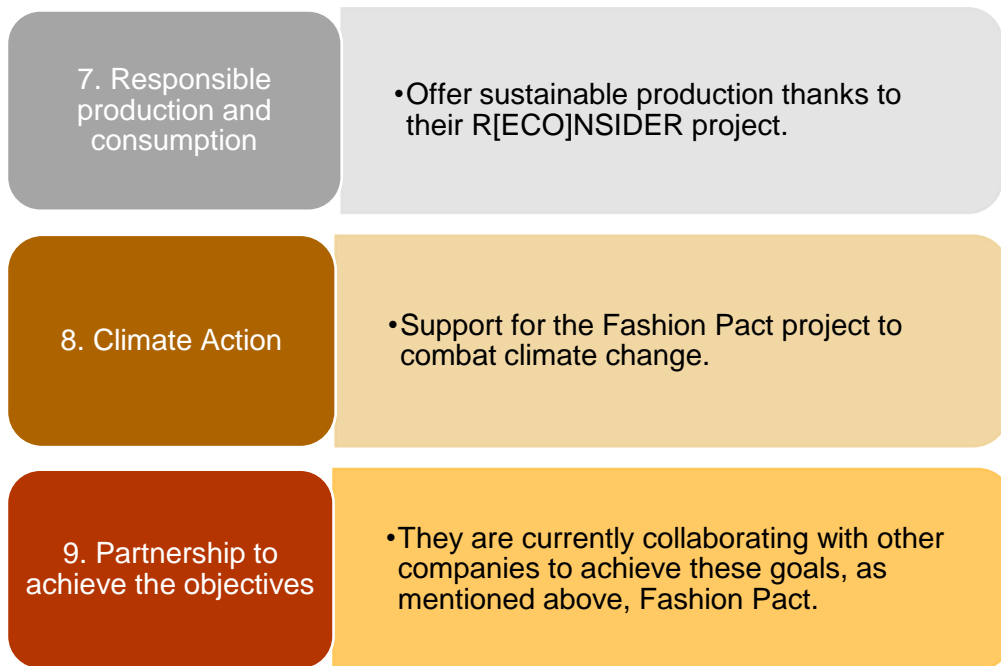 7. Responsible
production and
consumption
•Offer sustainable production thanks to
their R[ECO]NSIDER project.
8. Climate Action
•Support for the Fashion Pact project to
combat climate change.
9. Partnership to
achieve the objectives
•They are currently collaborating with other
companies to achieve these goals, as
mentioned above, Fashion Pact.